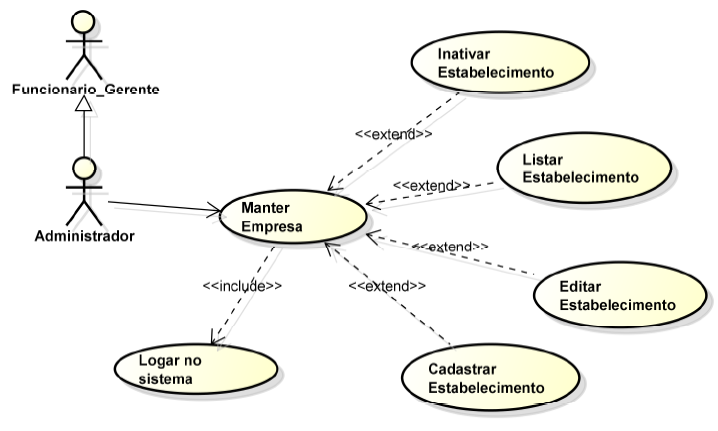 Inativar
Estabelecimento
Funcionario_Gerente
<<extend>>
Listar
Estabelecimento
<<extend>>
Manter
Empresa
Administrador
<<extend>>
<<include>>
<<extend>>
Editar
Estabelecimento
Logar no
sistema
Cadastrar
Estabelecimento